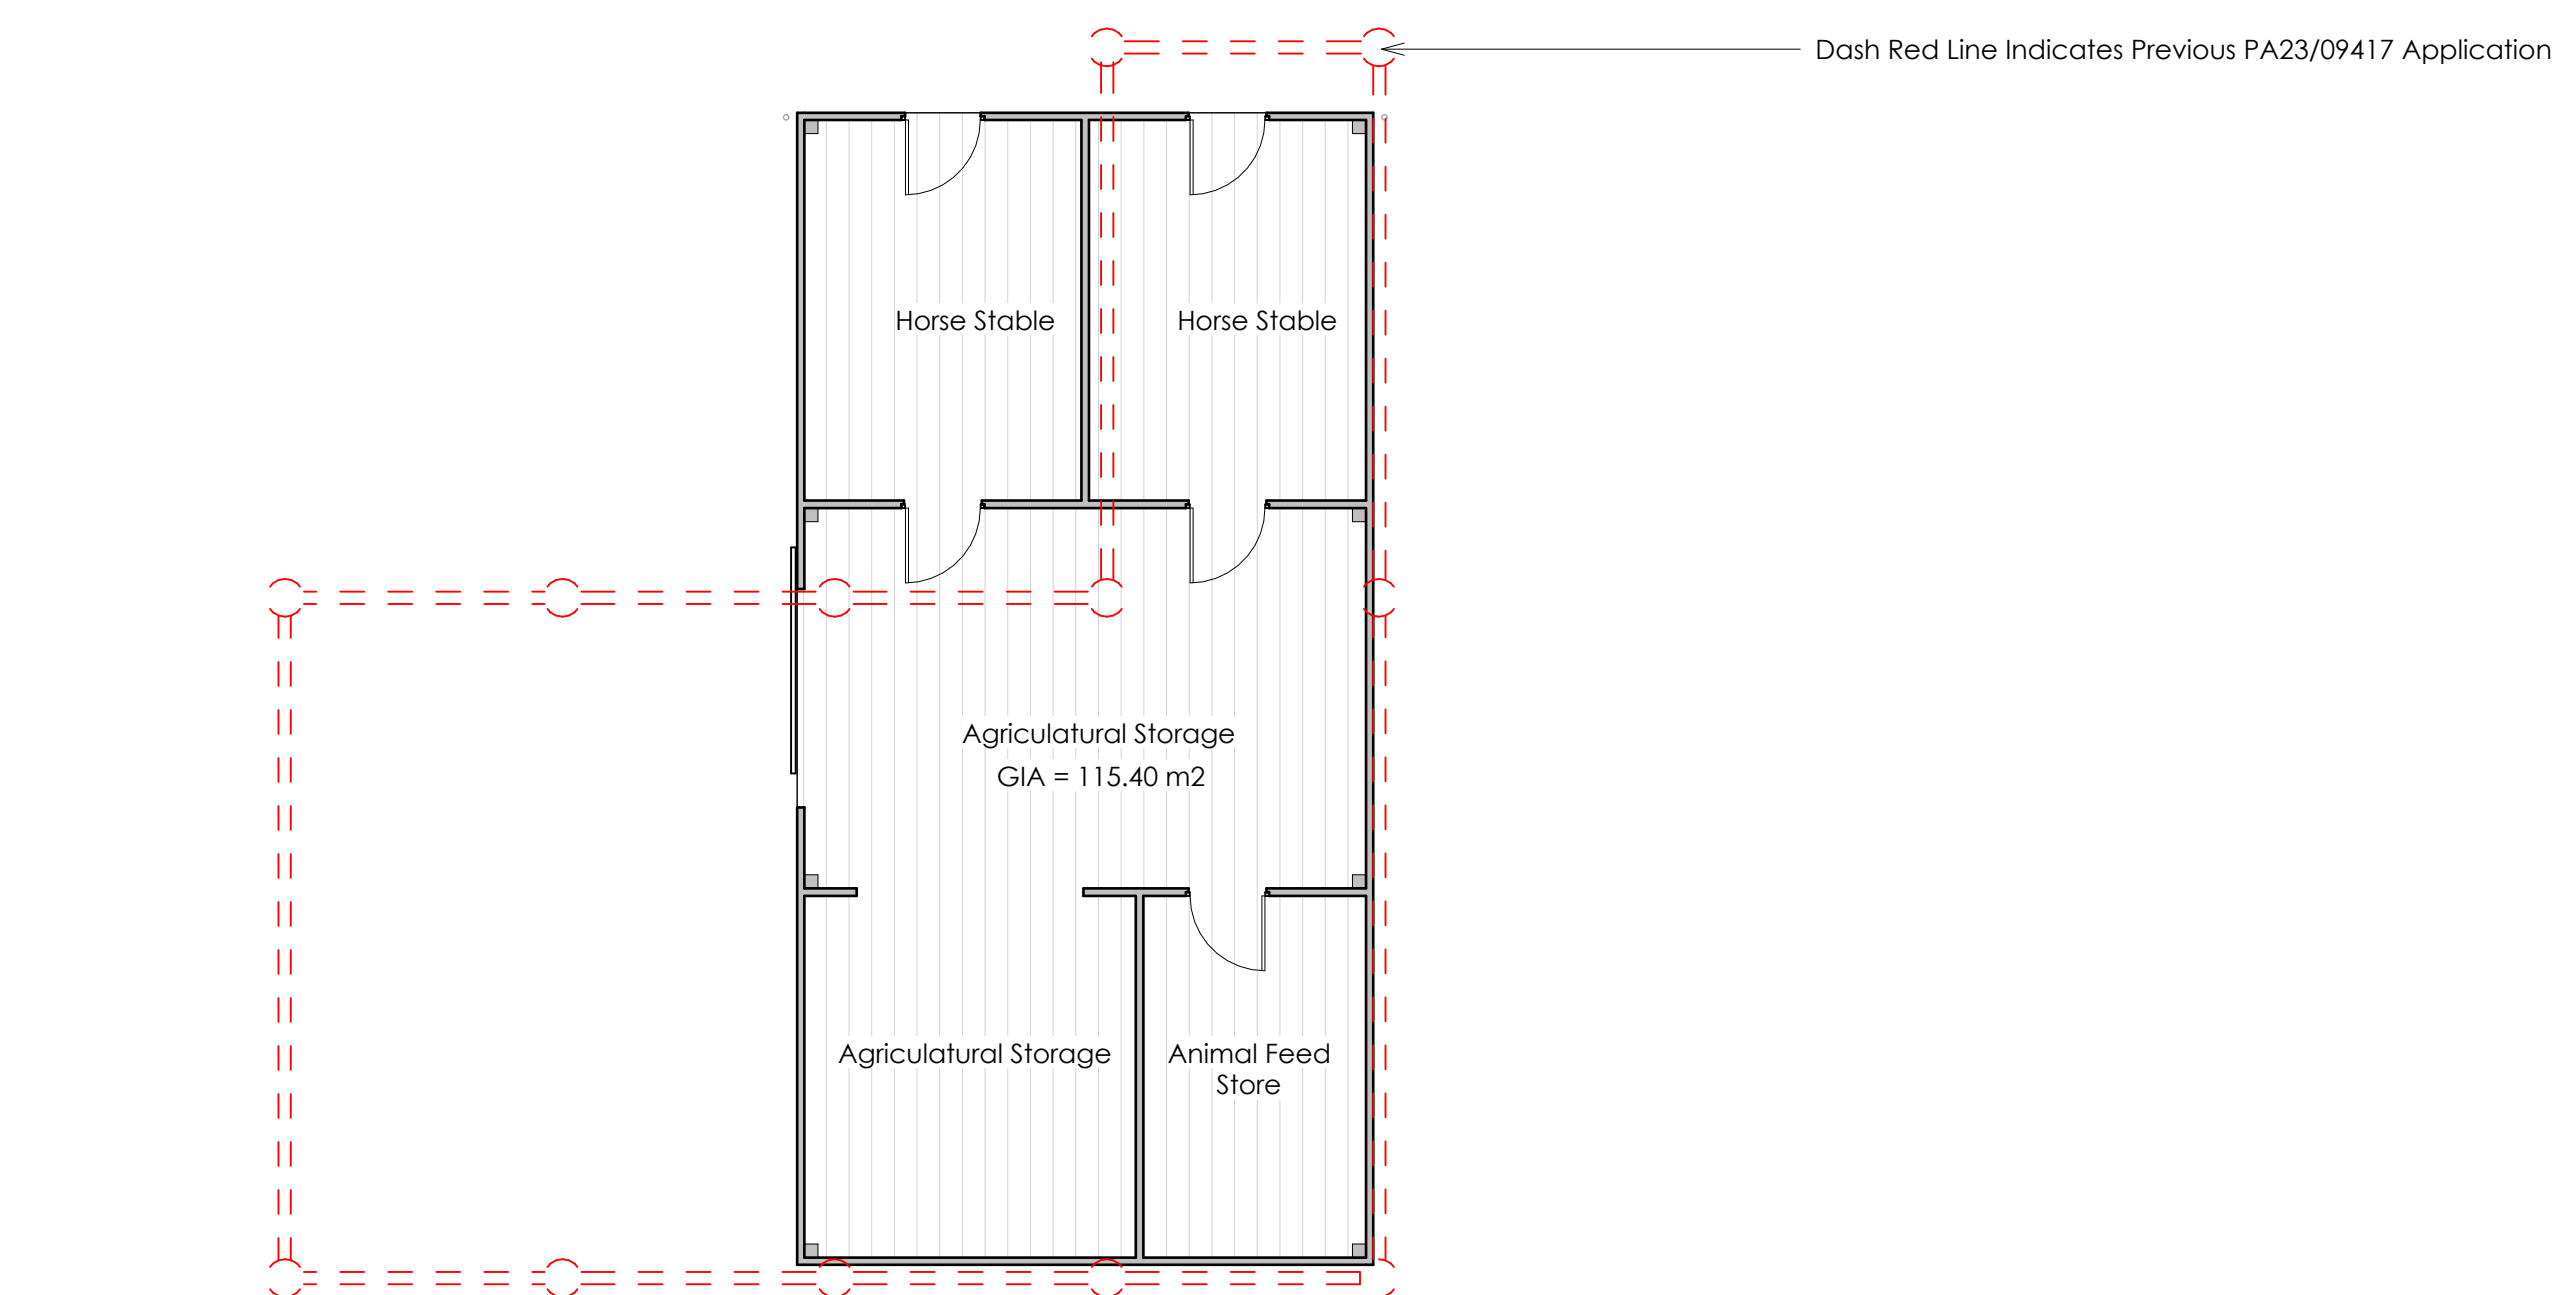 Dash Red Line Indicates Previous PA23/09417 Application
Horse Stable
Horse Stable
Agriculatural Storage
GIA = 115.40 m2
Agriculatural Storage
Animal Feed
Store